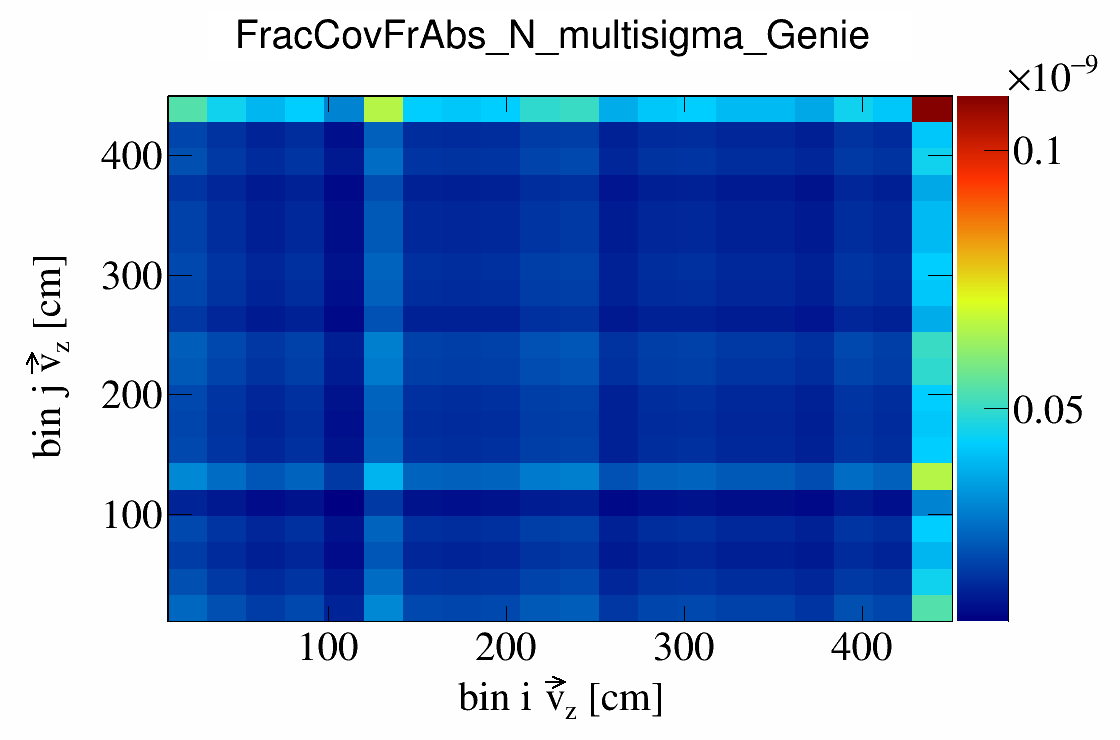 FracCovFrAbs_N_multisigma_Genie
×10⁻⁹
400
300
200
100
0.1
0.05
bin j v⃗_z [cm]
100 200 300 400
bin i v⃗_z [cm]